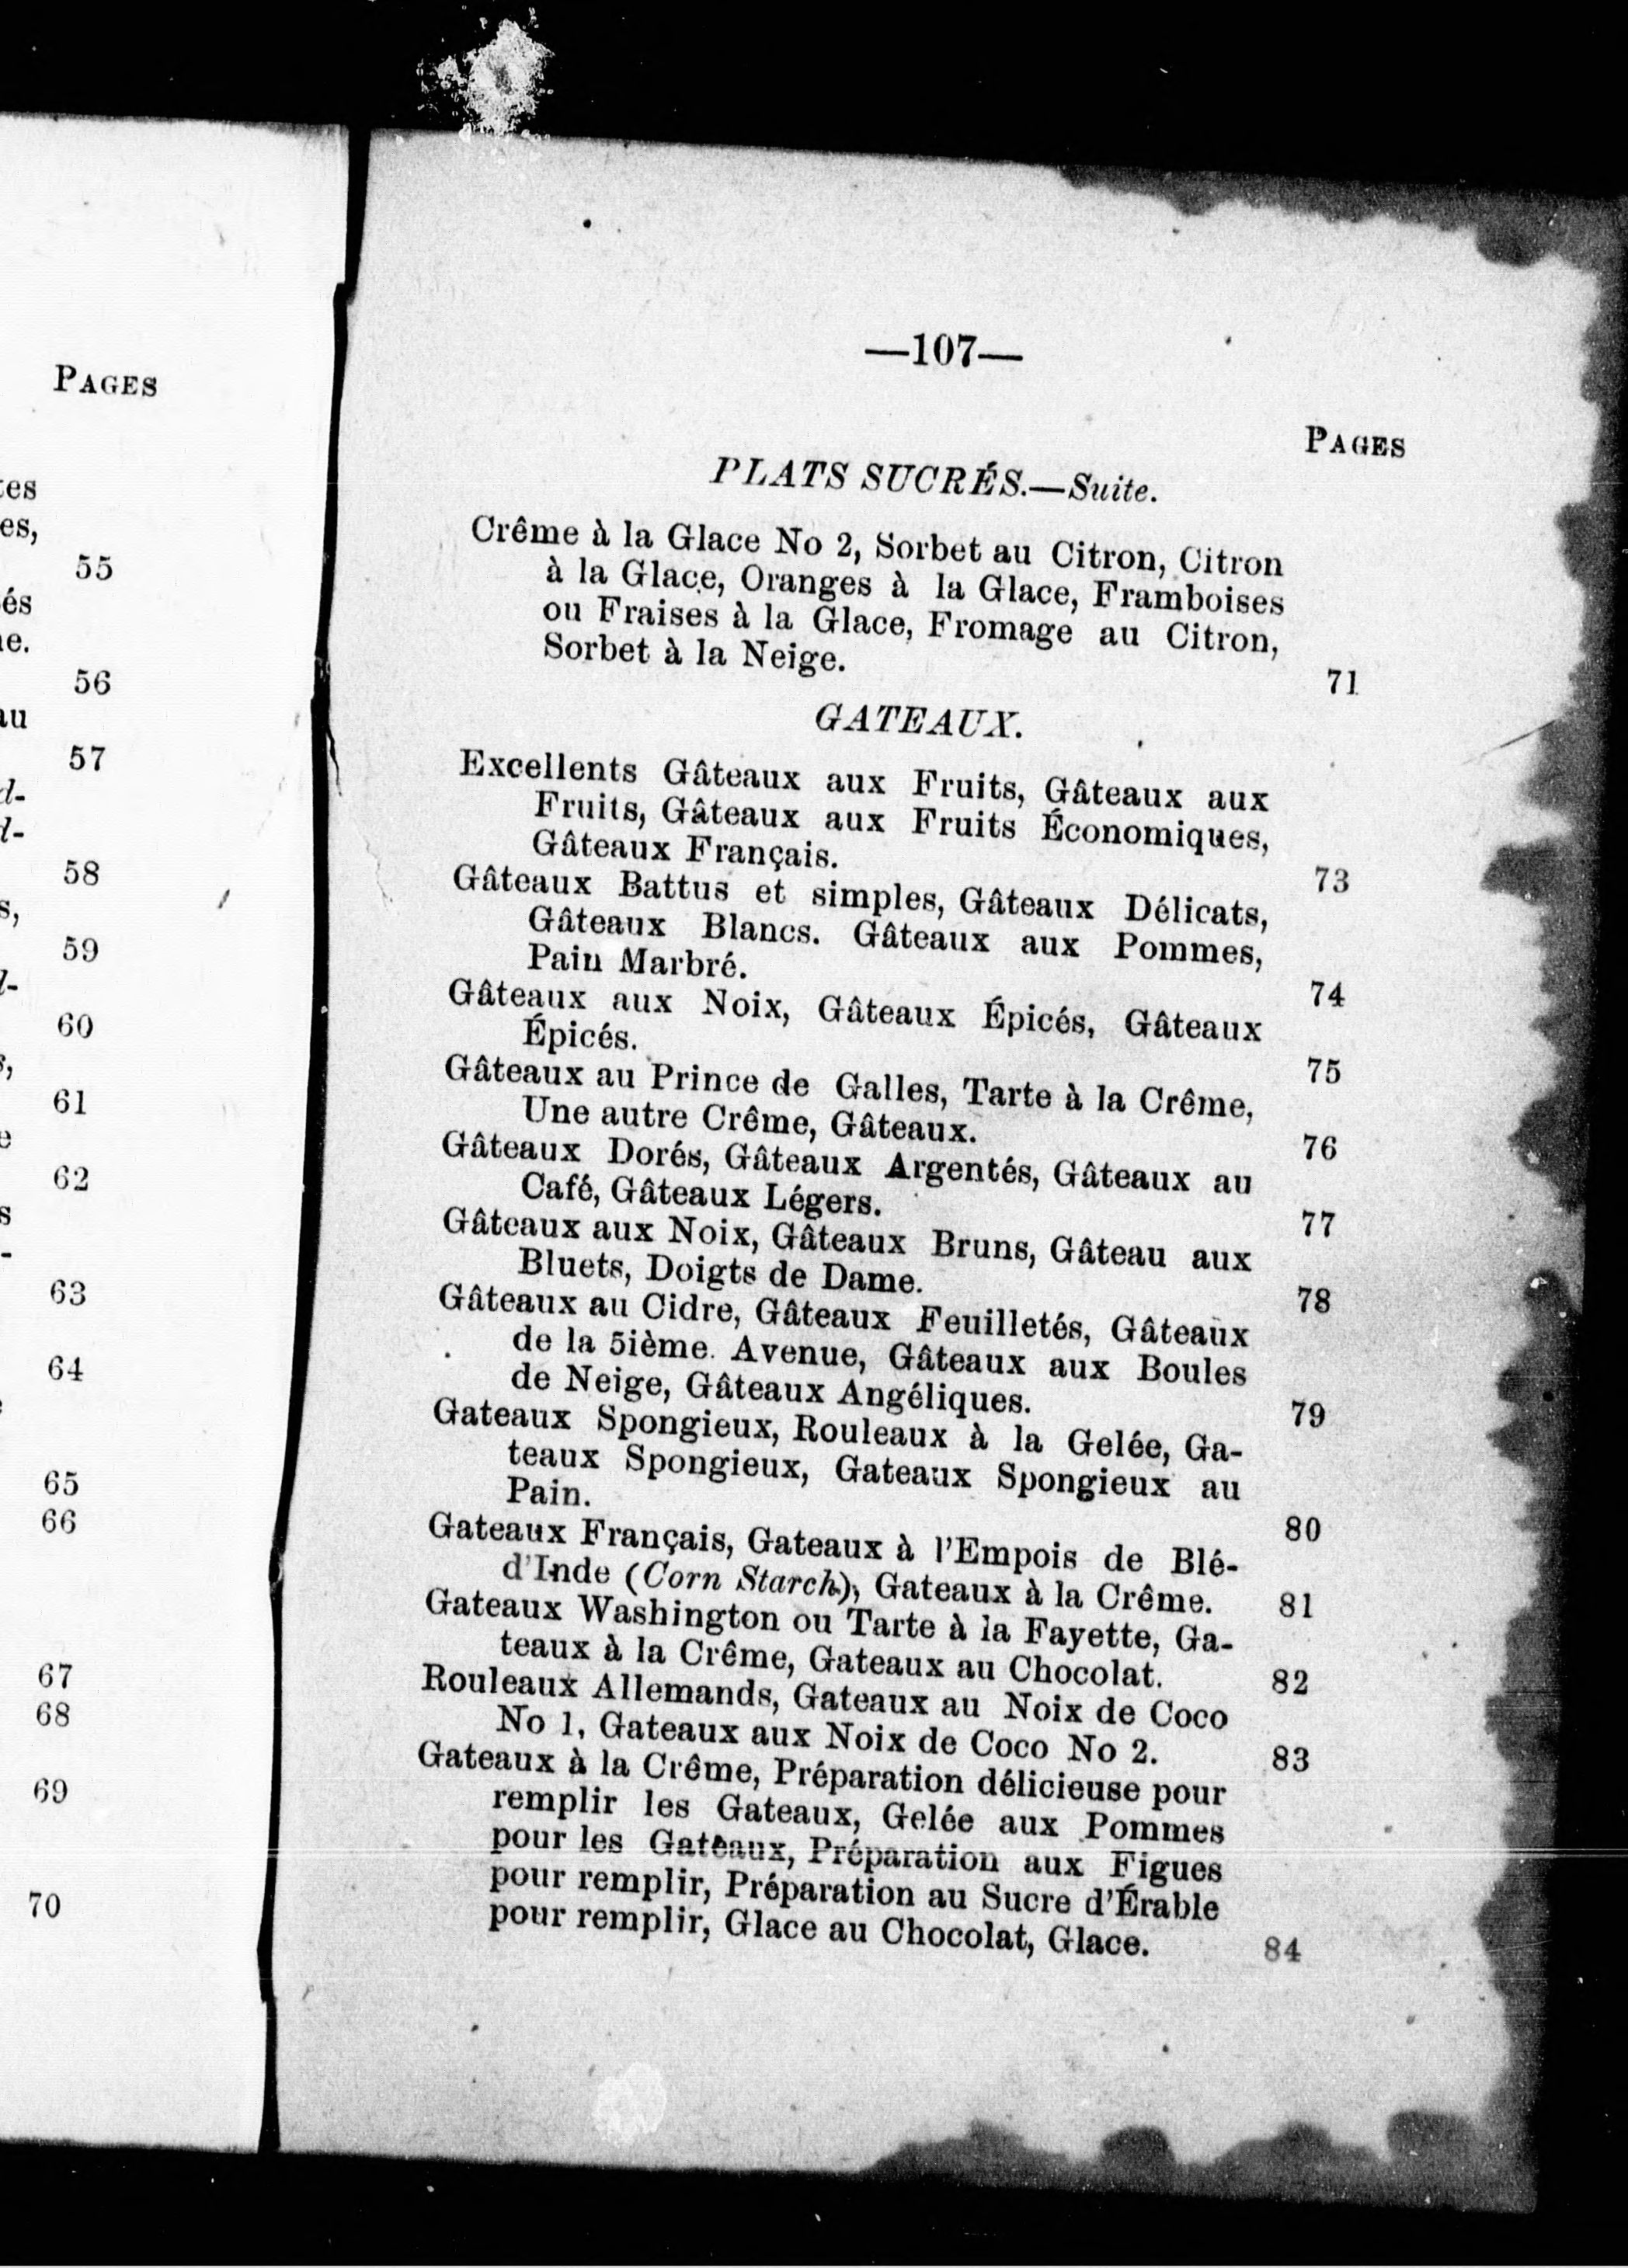 PAGES
es,
55
és
56
au
57
d-
d-
58
s,
59
60
61
e
62
s
-
63
64
65
66
67
68
69
70
—107—
PAGES
PLATS SUCRÉS.—Suite.
Crême à la Glace No 2, Sorbet au Citron, Citron
à la Glace, Oranges à la Glace, Framboises
ou Fraises à la Glace, Fromage au Citron,
Sorbet à la Neige. 71
GATEAUX.
Excellents Gâteaux aux Fruits, Gâteaux aux
Fruits, Gâteaux aux Fruits Économiques,
Gâteaux Français. 73
Gâteaux Battus et simples, Gâteaux Délicats,
Gâteaux Blancs. Gâteaux aux Pommes,
Pain Marbré. 74
Gâteaux aux Noix, Gâteaux Épicés, Gâteaux
Épicés. 75
Gâteaux au Prince de Galles, Tarte à la Crême,
Une autre Crême, Gâteaux. 76
Gâteaux Dorés, Gâteaux Argentés, Gâteaux au
Café, Gâteaux Légers. 77
Gâteaux aux Noix, Gâteaux Bruns, Gâteau aux
Bluets, Doigts de Dame. 78
Gâteaux au Cidre, Gâteaux Feuilletés, Gâteaux
de la 5ième. Avenue, Gâteaux aux Boules
de Neige, Gâteaux Angéliques. 79
Gateaux Spongieux, Rouleaux à la Gelée, Ga-
teaux Spongieux, Gateaux Spongieux au
Pain. 80
Gateaux Français, Gateaux à l'Empois de Blé-
d'Inde (Corn Starch), Gateaux à la Crême. 81
Gateaux Washington ou Tarte à la Fayette, Ga-
teaux à la Crême, Gateaux au Chocolat. 82
Rouleaux Allemands, Gateaux au Noix de Coco
No 1, Gateaux aux Noix de Coco No 2. 83
Gateaux à la Crême, Préparation délicieuse pour
remplir les Gateaux, Gelée aux Pommes
pour les Gateaux, Préparation aux Figues
pour remplir, Préparation au Sucre d'Érable
pour remplir, Glace au Chocolat, Glace. 84